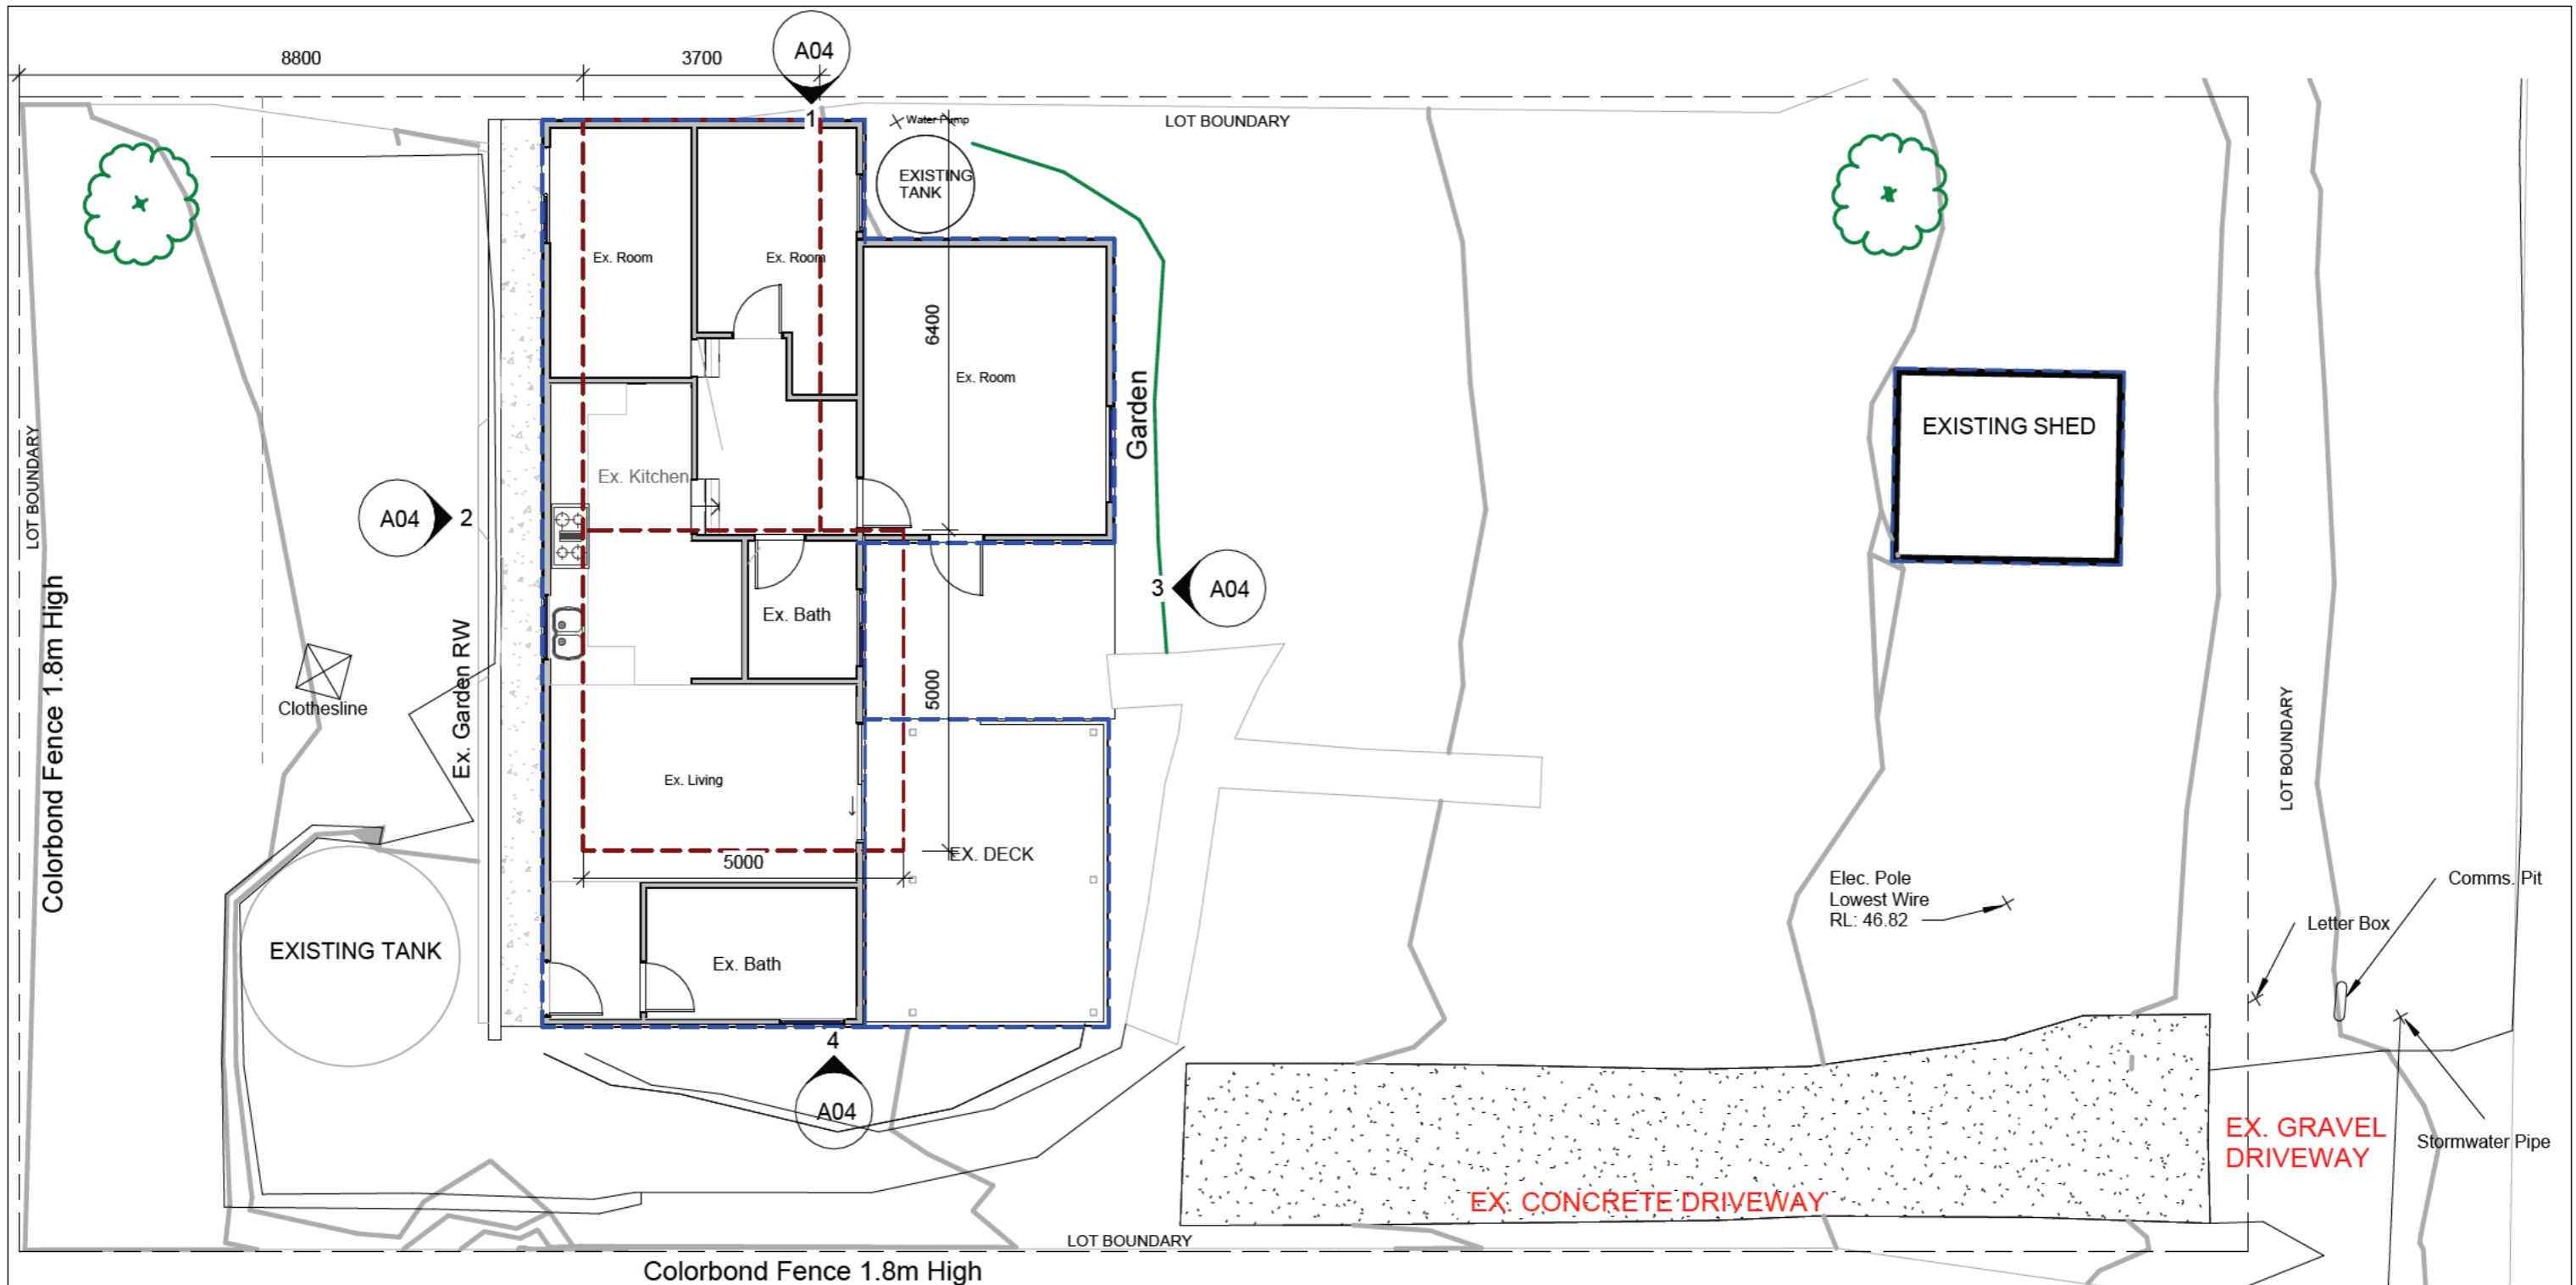 8800
3700
A04
1
Water Pump
LOT BOUNDARY
EXISTING
TANK
Ex. Room
Ex. Room
6400
Ex. Room
Garden
EXISTING SHED
LOT BOUNDARY
Ex. Kitchen
A04
2
Colorbond Fence 1.8m High
Ex. Garden RW
Clothesline
Ex. Bath
3
A04
5000
LOT BOUNDARY
Ex. Living
5000
EX. DECK
Elec. Pole
Lowest Wire
RL: 46.82
Comms. Pit
Letter Box
EXISTING TANK
Ex. Bath
4
A04
EX. GRAVEL
DRIVEWAY
Stormwater Pipe
EX. CONCRETE DRIVEWAY
LOT BOUNDARY
Colorbond Fence 1.8m High